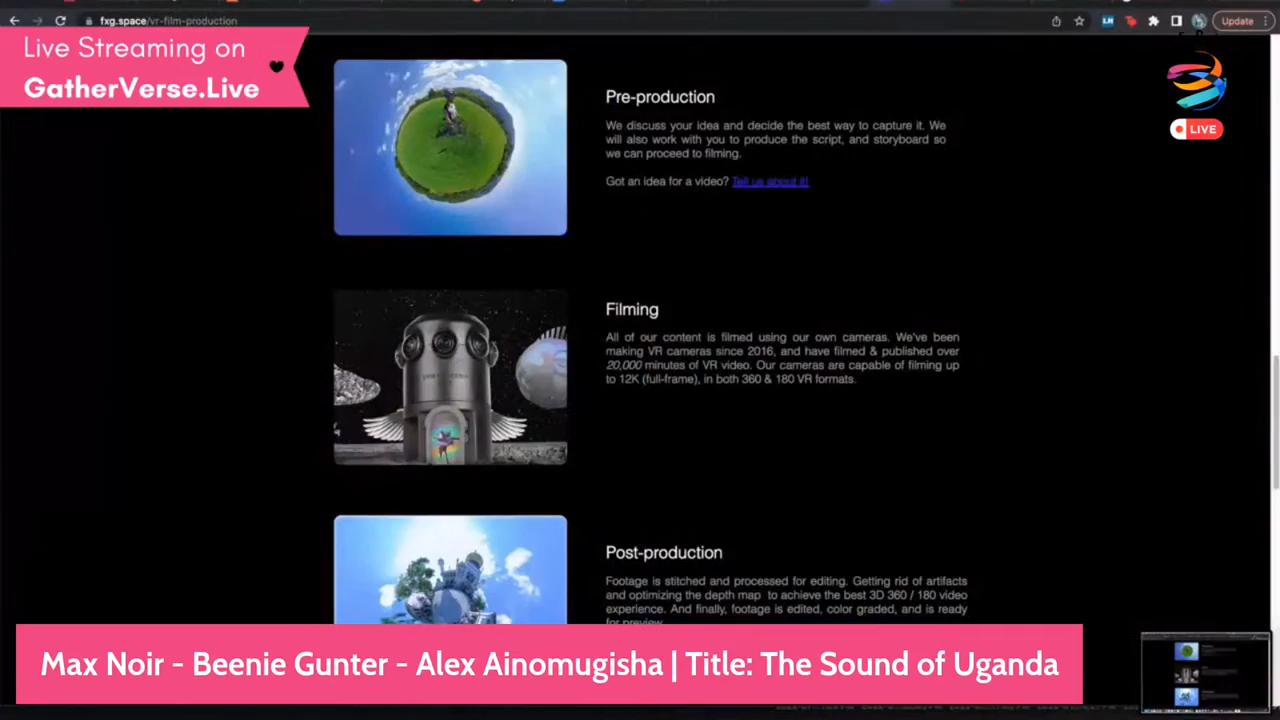 fxg.space/vr-film-production
Update
Live Streaming on
GatherVerse.Live
LIVE
Pre-production
We discuss your idea and decide the best way to capture it. We
will also work with you to produce the script, and storyboard so
we can proceed to filming.
Got an idea for a video? Tell us about it!
Filming
All of our content is filmed using our own cameras. We've been
making VR cameras since 2016, and have filmed & published over
20,000 minutes of VR video. Our cameras are capable of filming up
to 12K (full-frame), in both 360 & 180 VR formats.
Post-production
Footage is stitched and processed for editing. Getting rid of artifacts
and optimizing the depth map to achieve the best 3D 360 / 180 video
experience. And finally, footage is edited, color graded, and is ready
for preview
Max Noir - Beenie Gunter - Alex Ainomugisha | Title: The Sound of Uganda